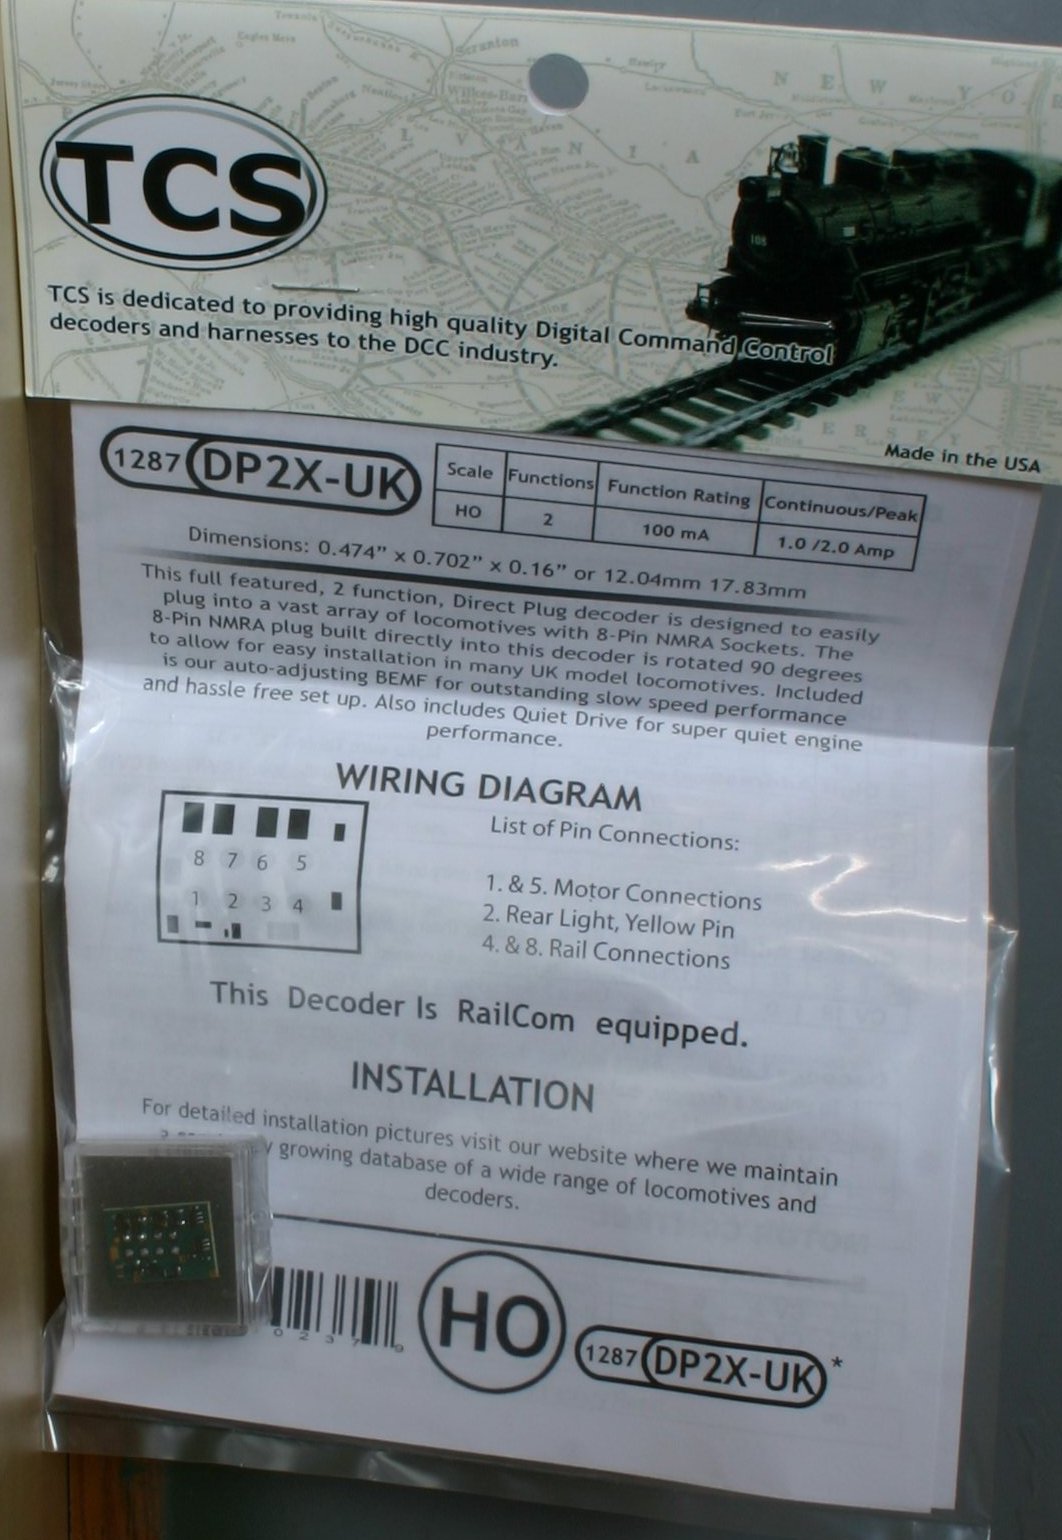 TCS
TCS is dedicated to providing high quality Digital Command Control
decoders and harnesses to the DCC industry.
Scranton
N E W Y O
L V A N I A
105
Made in the USA
1287 DP2X-UK
Scale Functions Function Rating Continuous/Peak
HO 2 100 mA 1.0 /2.0 Amp
Dimensions: 0.474” x 0.702” x 0.16” or 12.04mm 17.83mm
This full featured, 2 function, Direct Plug decoder is designed to easily
plug into a vast array of locomotives with 8-Pin NMRA Sockets. The
8-Pin NMRA plug built directly into this decoder is rotated 90 degrees
to allow for easy installation in many UK model locomotives. Included
is our auto-adjusting BEMF for outstanding slow speed performance
and hassle free set up. Also includes Quiet Drive for super quiet engine
performance.
WIRING DIAGRAM
8 7 6 5
1 2 3 4
List of Pin Connections:
1. & 5. Motor Connections
2. Rear Light, Yellow Pin
4. & 8. Rail Connections
This Decoder Is RailCom equipped.
INSTALLATION
For detailed installation pictures visit our website where we maintain
growing database of a wide range of locomotives and
decoders.
0 2 3 7 9
HO
1287 DP2X-UK*